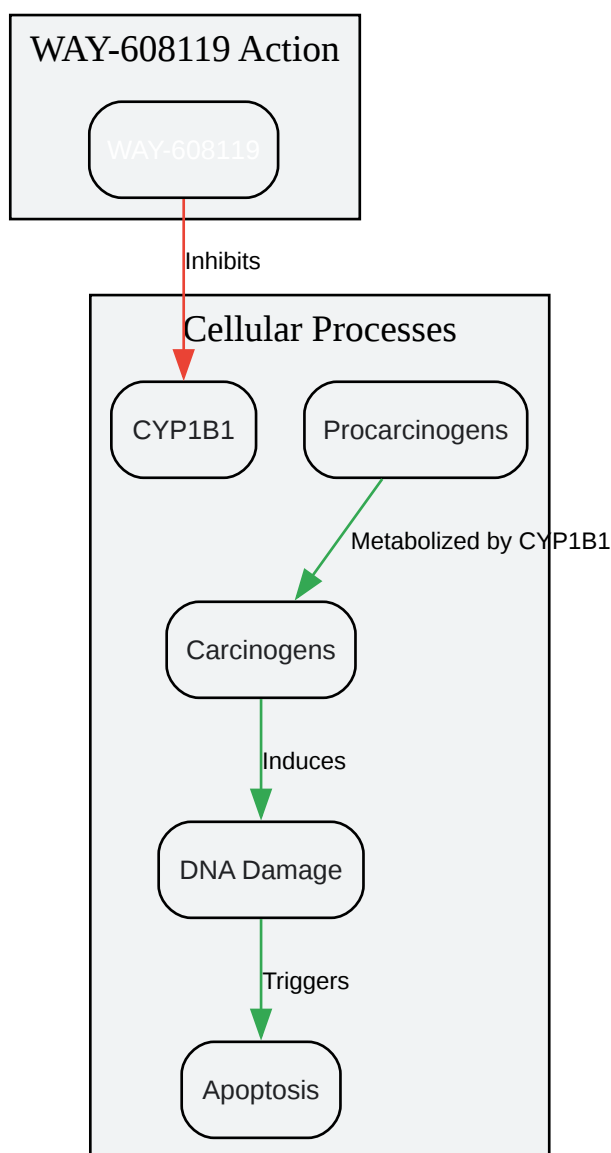 WAY-608119 Action
WAY-608119
Inhibits
Cellular Processes
CYP1B1
Procarcinogens
Metabolized by CYP1B1
Carcinogens
Induces
DNA Damage
Triggers
Apoptosis